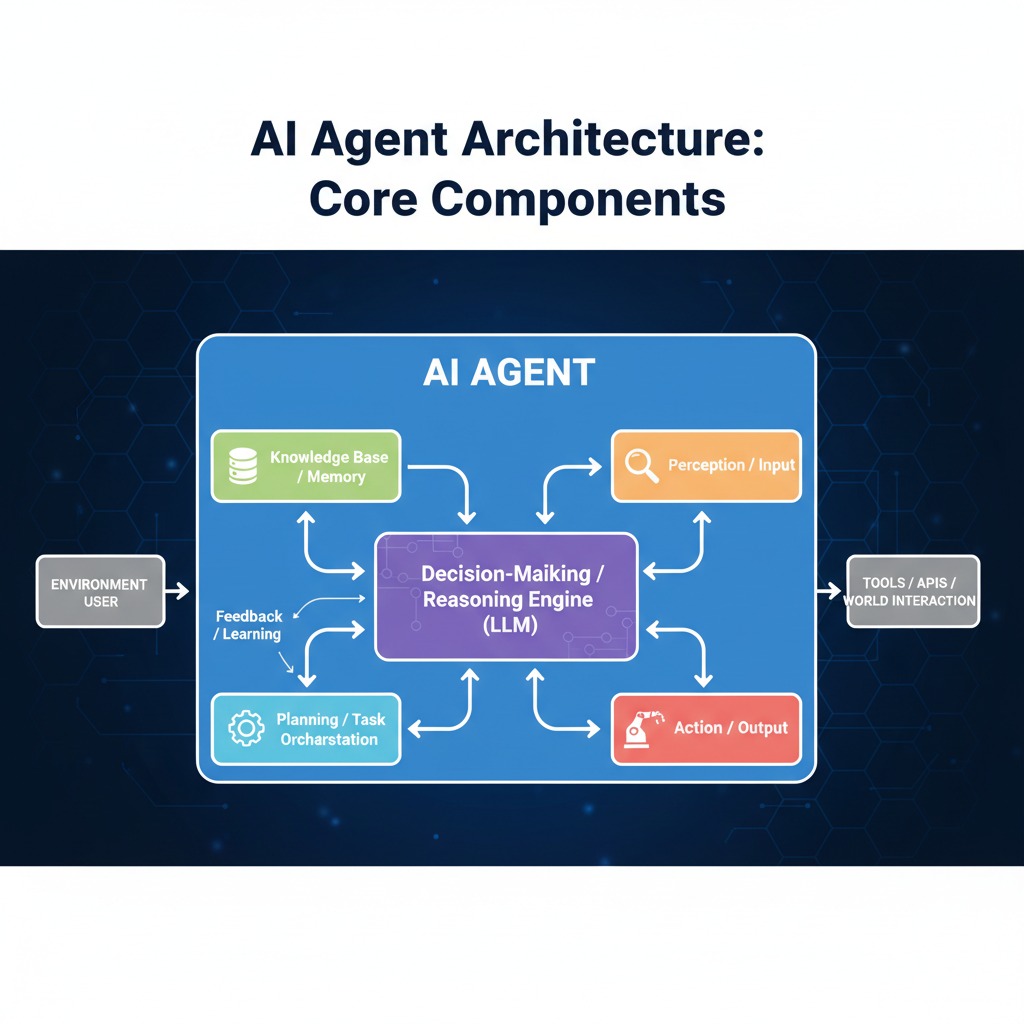 AI Agent Architecture:
Core Components
AI AGENT
Knowledge Base
/ Memory
Perception / Input
ENVIRONMENT
USER
Decision-Maiking /
Reasoning Engine
(LLM)
TOOLS / APIS /
WORLD INTERACTION
Feedback
/ Learning
Planning / Task
Orcharstation
Action / Output